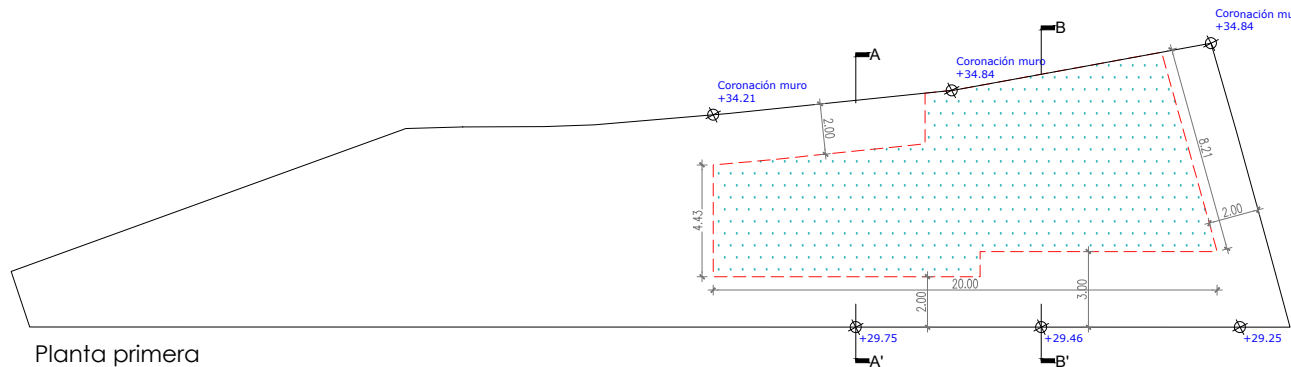 Coronación mu
+34.84
B
A
Coronación muro
+34.84
Coronación muro
+34.21
2.00
8.21
4.43
2.00
20.00
2.00
3.00
+29.75
+29.46
+29.25
Planta primera
A'
B'